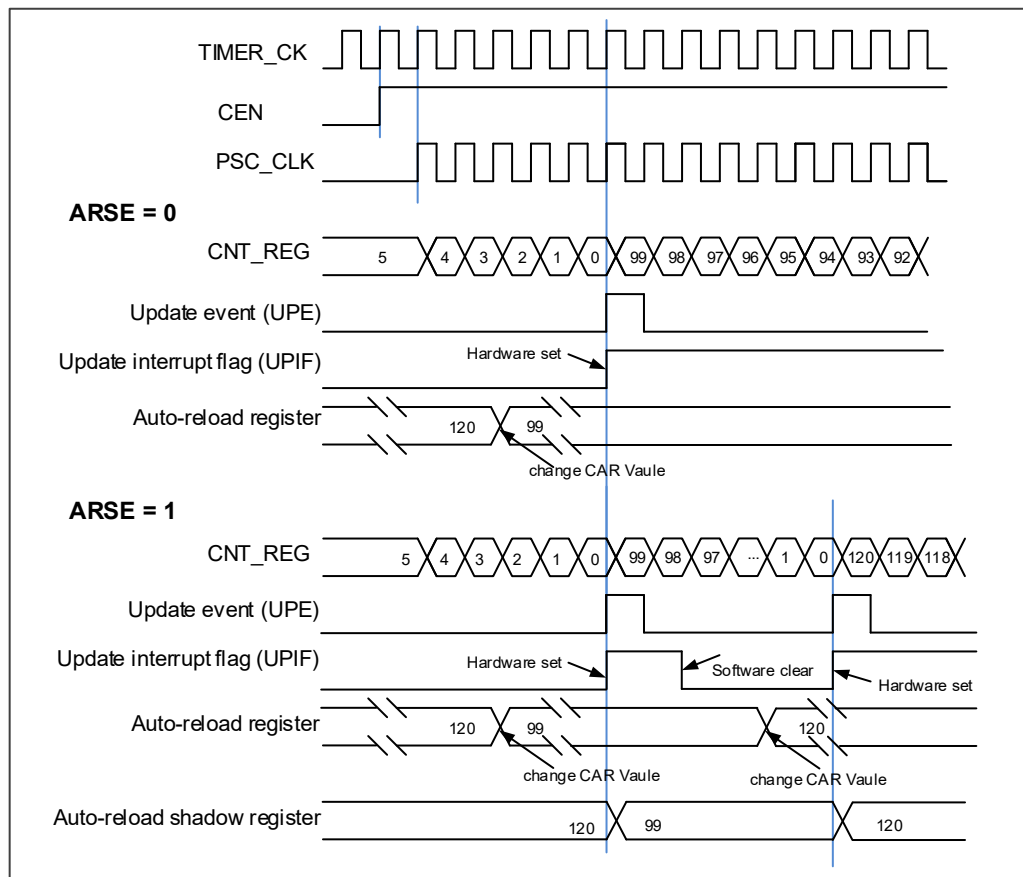 TIMER_CK
CEN
PSC_CLK
ARSE = 0
CNT_REG
5 4 3 2 1 0 99 98 97 96 95 94 93 92
Update event (UPE)
Update interrupt flag (UPIF)
Hardware set
Auto-reload register
120 99
change CAR Vaule
ARSE = 1
CNT_REG
5 4 3 2 1 0 99 98 97 ... 1 0 120 119 118
Update event (UPE)
Update interrupt flag (UPIF)
Hardware set
Software clear
Hardware set
Auto-reload register
120 99 120
change CAR Vaule
change CAR Vaule
Auto-reload shadow register
120 99 120